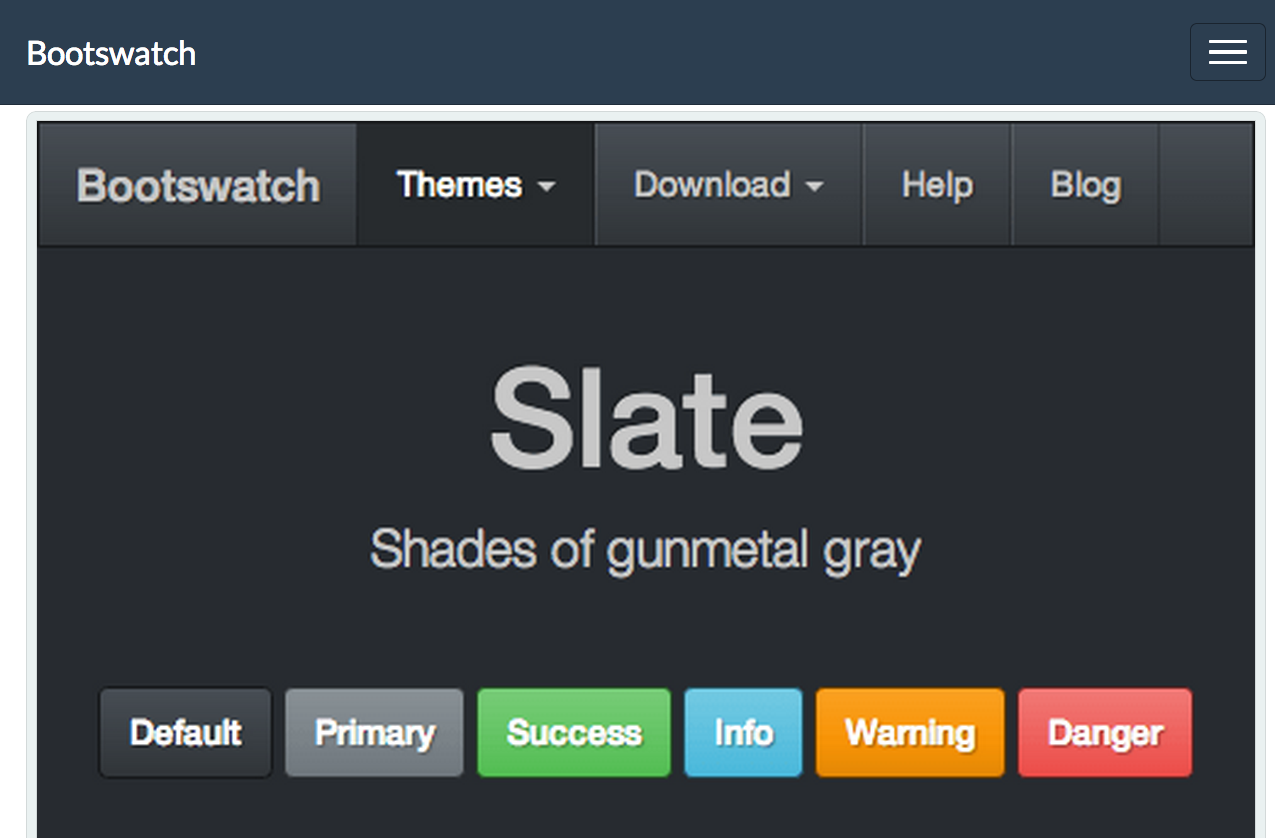 Bootswatch
Bootswatch Themes Download Help Blog
Slate
Shades of gunmetal gray
Default Primary Success Info Warning Danger